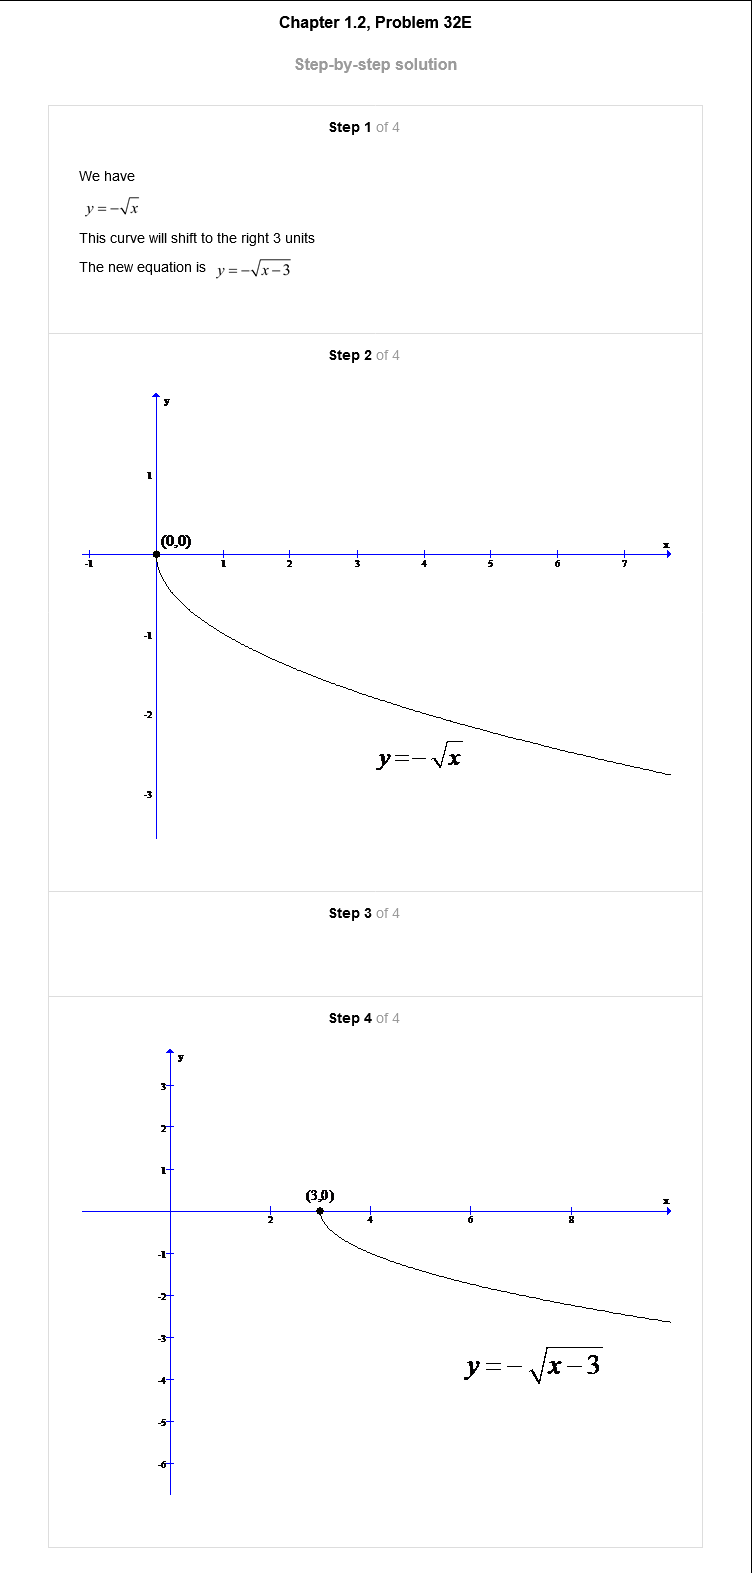 Chapter 1.2, Problem 32E
Step-by-step solution
Step 1 of 4
We have
y = −√x
This curve will shift to the right 3 units
The new equation is y = −√(x−3)
Step 2 of 4
y
1
(0,0)
x
-1 1 2 3 4 5 6 7
-1
-2
y = −√x
-3
Step 3 of 4
Step 4 of 4
y
3
2
1
(3,0)
x
2 4 6 8
-1
-2
-3
y = −√(x−3)
-4
-5
-6